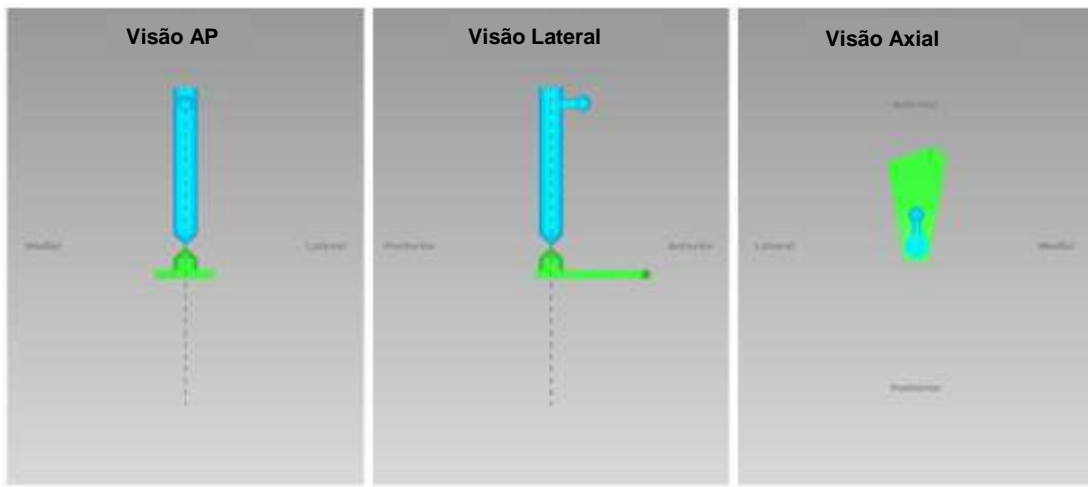 Visão AP
Visão Lateral
Visão Axial
Medial
Lateral
Posterior
Anterior
Anterior
Lateral
Medial
Posterior